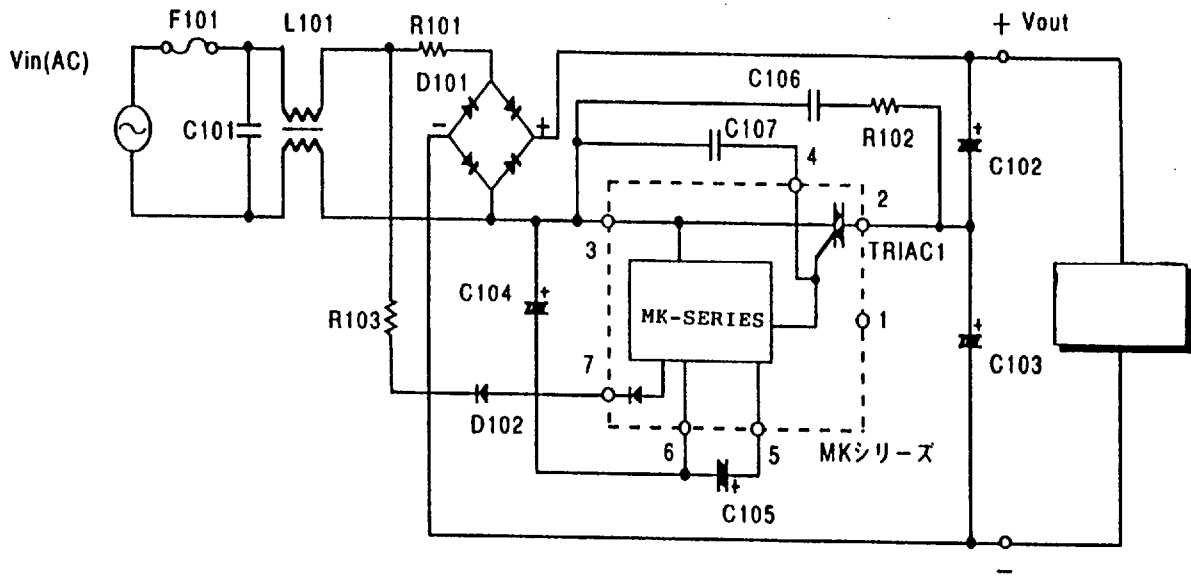 F101
L101
R101
+ Vout
Vin(AC)
D101
C106
C101
-
+
C107
R102
+
C102
4
2
3
TRIAC1
C104
+
R103
MK-SERIES
1
+
C103
7
D102
6
5
MKシリーズ
+
C105
-